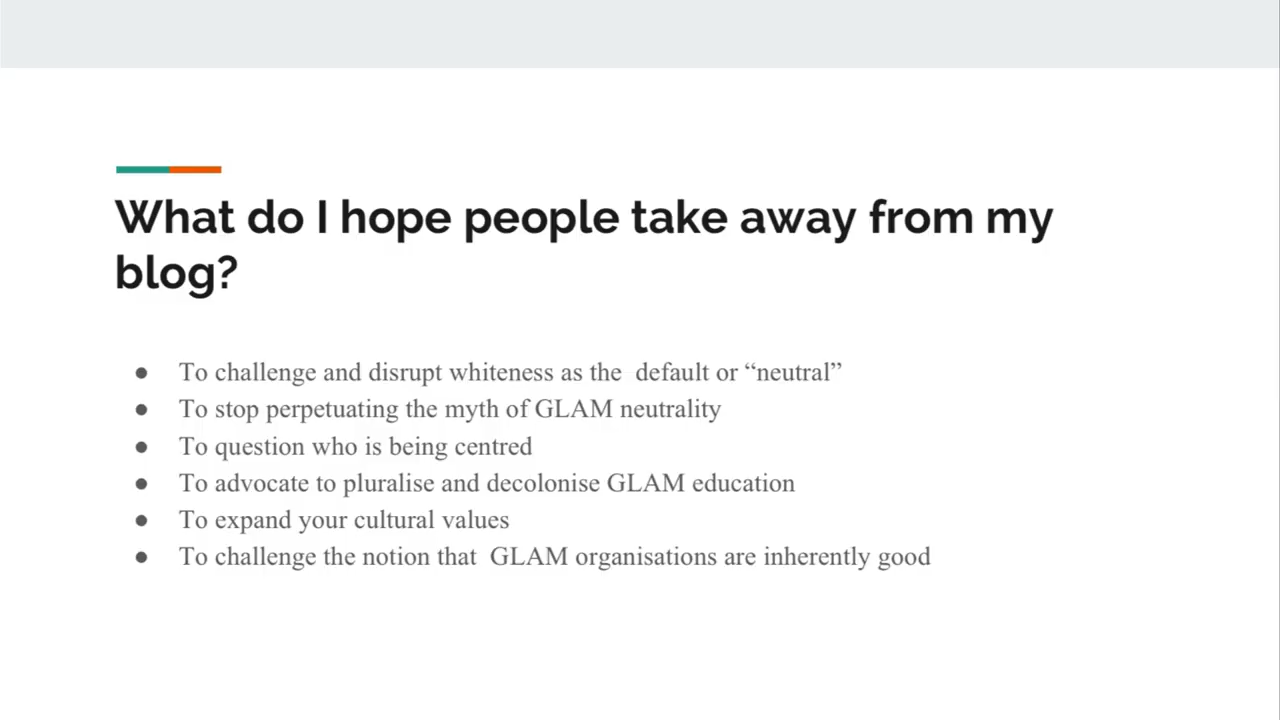 What do I hope people take away from my
blog?
● To challenge and disrupt whiteness as the  default or “neutral”
● To stop perpetuating the myth of GLAM neutrality
● To question who is being centred
● To advocate to pluralise and decolonise GLAM education
● To expand your cultural values
● To challenge the notion that  GLAM organisations are inherently good